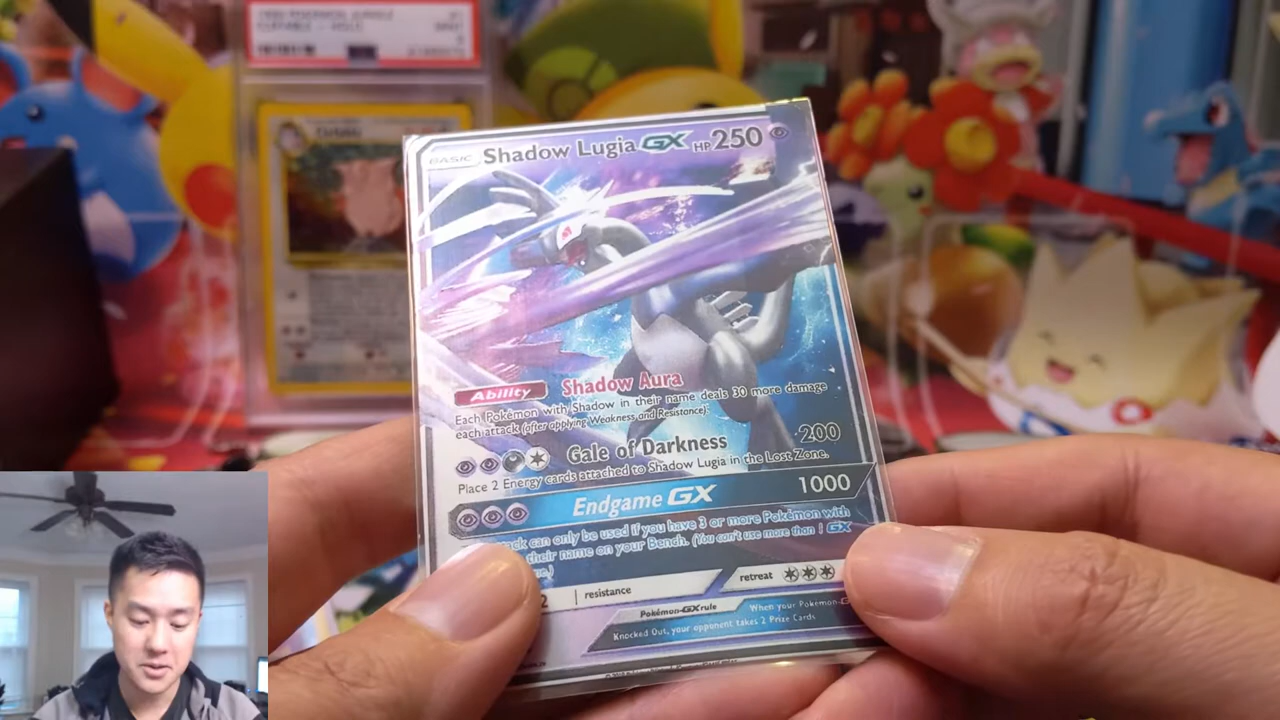 BASIC Shadow Lugia GX HP 250
Ability Shadow Aura
Each Pokémon with Shadow in their name deals 30 more damage
each attack (after applying Weakness and Resistance).
Gale of Darkness 200
Place 2 Energy cards attached to Shadow Lugia in the Lost Zone.
Endgame GX 1000
can only be used if you have 3 or more Pokémon with
their name on your Bench. (You can't use more than 1 GX
2 resistance retreat
Pokémon-GX rule When your Pokémon-
Knocked Out, your opponent takes 2 Prize Cards